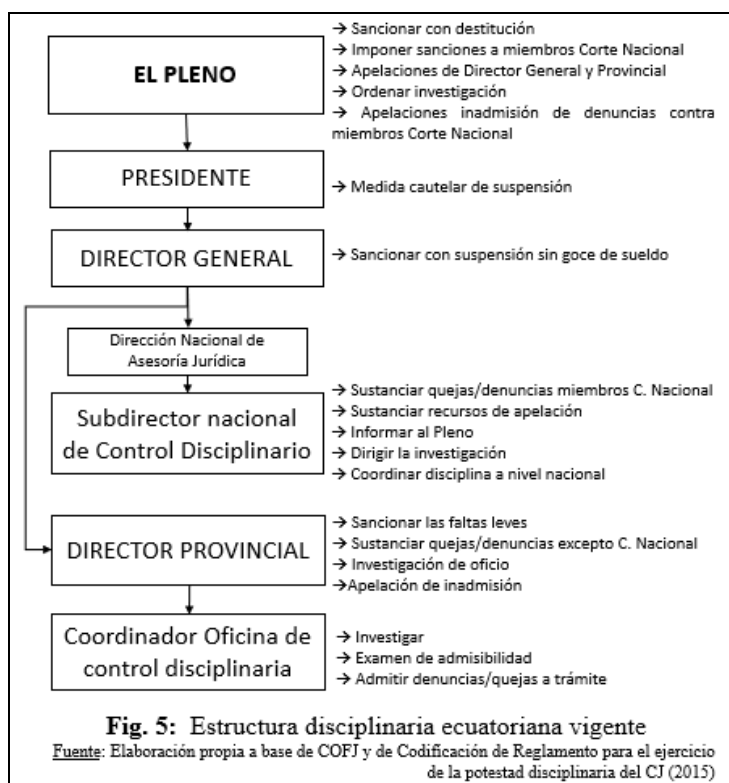 EL PLENO
→ Sancionar con destitución
→ Imponer sanciones a miembros Corte Nacional
→ Apelaciones de Director General y Provincial
→ Ordenar investigación
→ Apelaciones inadmisión de denuncias contra
miembros Corte Nacional
PRESIDENTE
→ Medida cautelar de suspensión
DIRECTOR GENERAL
→ Sancionar con suspensión sin goce de sueldo
Dirección Nacional de
Asesoría Jurídica
Subdirector nacional
de Control Disciplinario
→ Sustanciar quejas/denuncias miembros C. Nacional
→ Sustanciar recursos de apelación
→ Informar al Pleno
→ Dirigir la investigación
→ Coordinar disciplina a nivel nacional
DIRECTOR PROVINCIAL
→ Sancionar las faltas leves
→ Sustanciar quejas/denuncias excepto C. Nacional
→ Investigación de oficio
→Apelación de inadmisión
Coordinador Oficina de
control disciplinaria
→ Investigar
→ Examen de admisibilidad
→ Admitir denuncias/quejas a trámite
Fig. 5: Estructura disciplinaria ecuatoriana vigente
Fuente: Elaboración propia a base de COFJ y de Codificación de Reglamento para el ejercicio
de la potestad disciplinaria del CJ (2015)